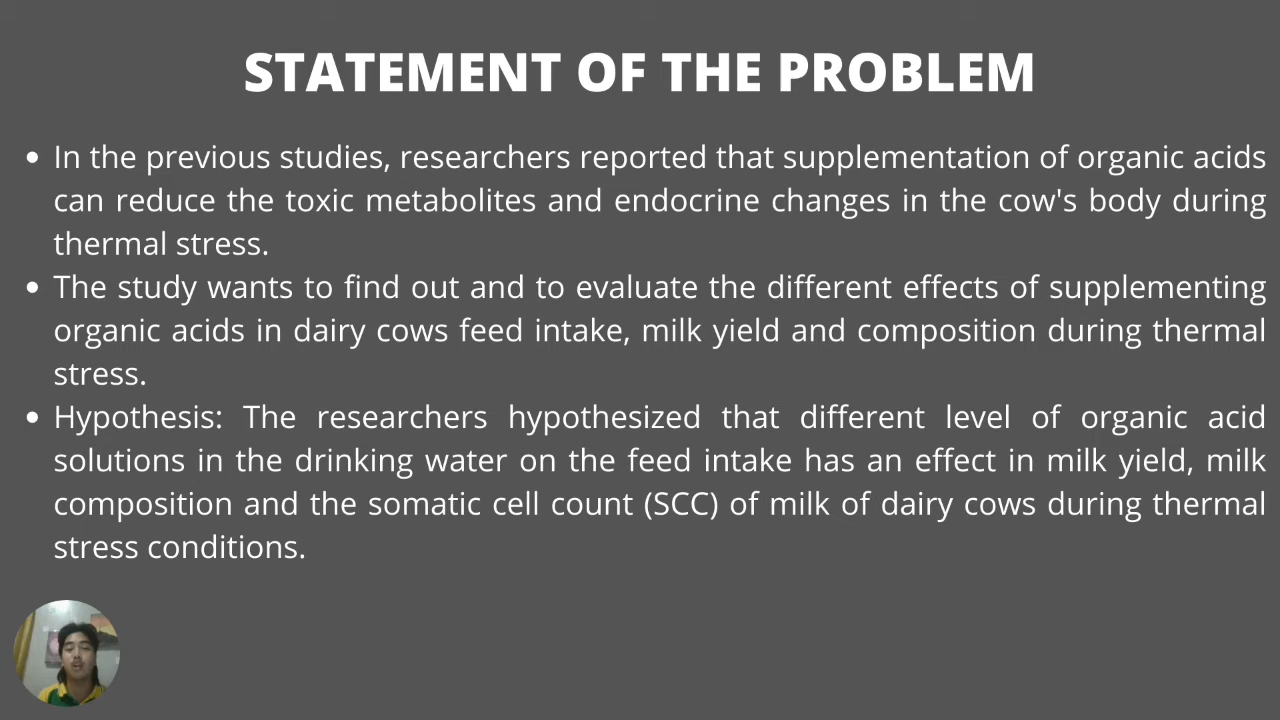 STATEMENT OF THE PROBLEM
• In the previous studies, researchers reported that supplementation of organic acids
can reduce the toxic metabolites and endocrine changes in the cow's body during
thermal stress.
• The study wants to find out and to evaluate the different effects of supplementing
organic acids in dairy cows feed intake, milk yield and composition during thermal
stress.
• Hypothesis: The researchers hypothesized that different level of organic acid
solutions in the drinking water on the feed intake has an effect in milk yield, milk
composition and the somatic cell count (SCC) of milk of dairy cows during thermal
stress conditions.